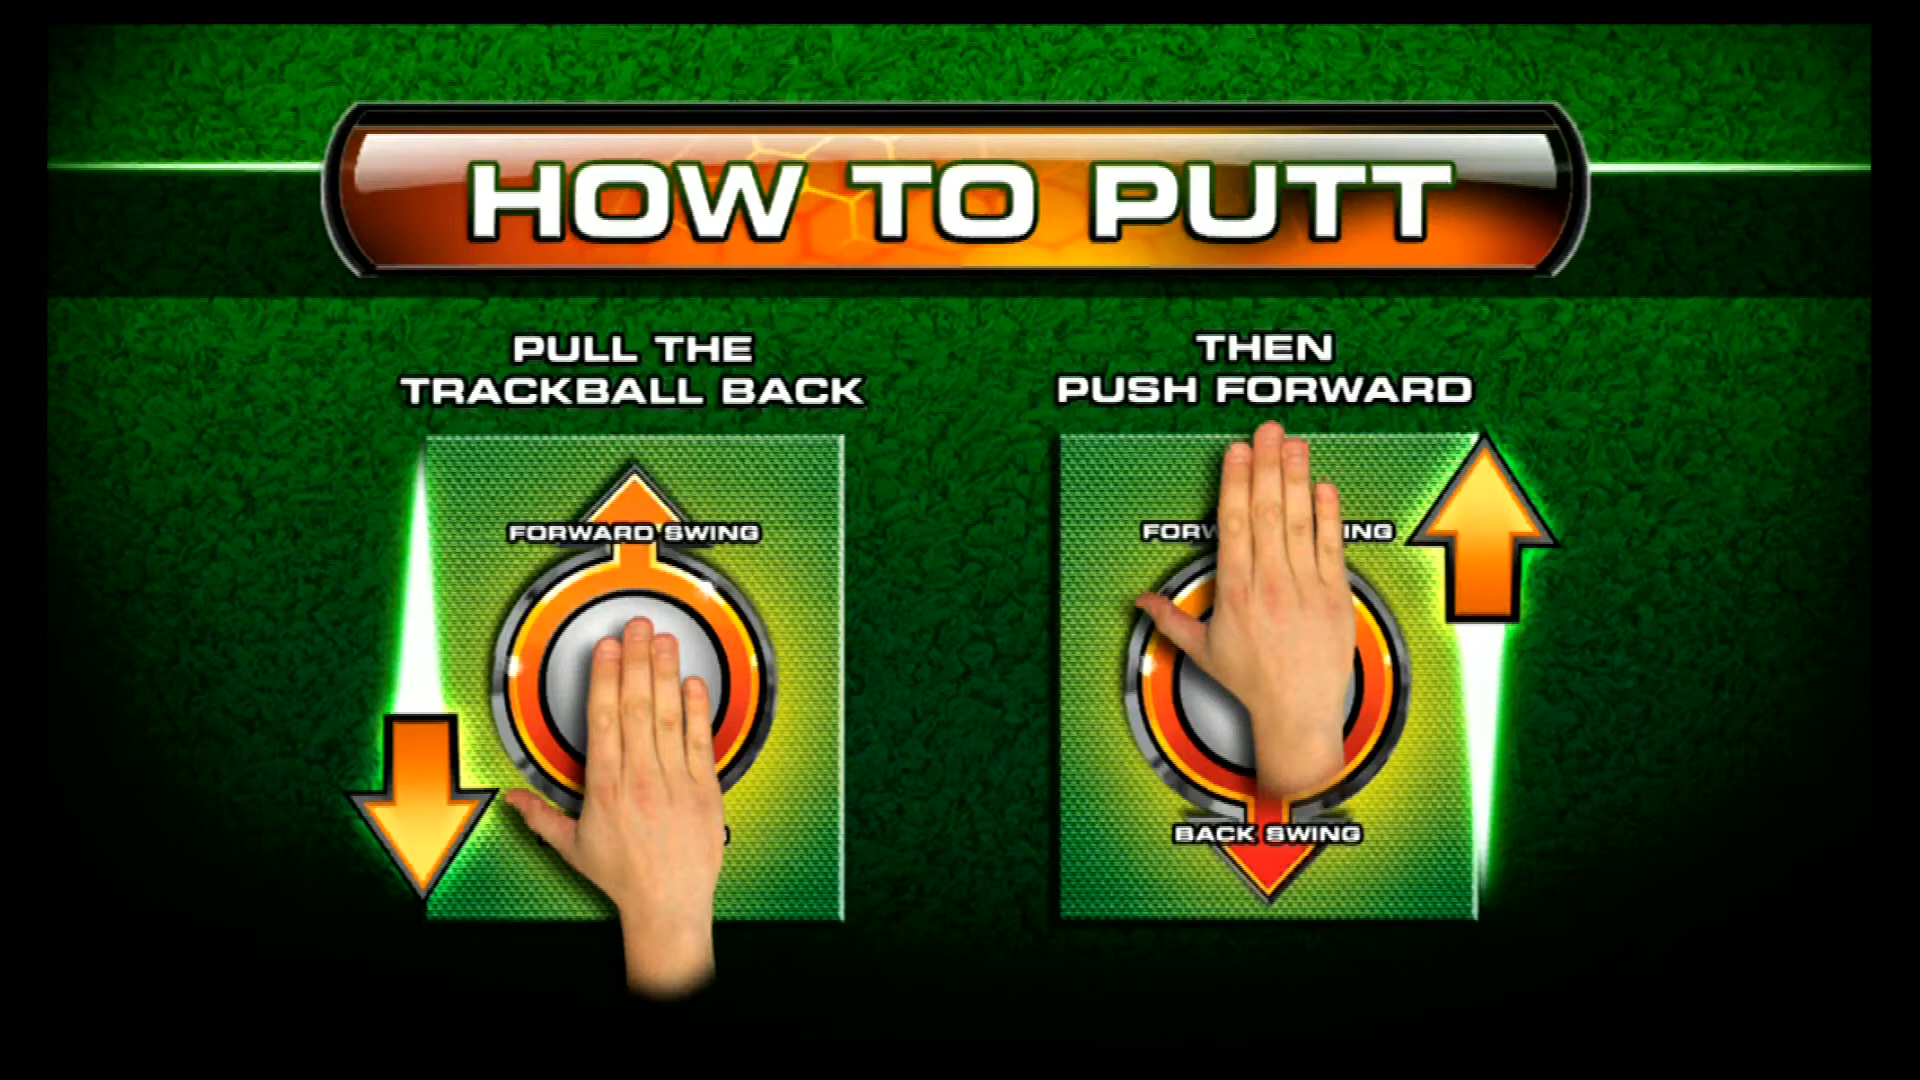 HOW TO PUTT
PULL THE
TRACKBALL BACK
THEN
PUSH FORWARD
FORWARD SWING
BACK SWING